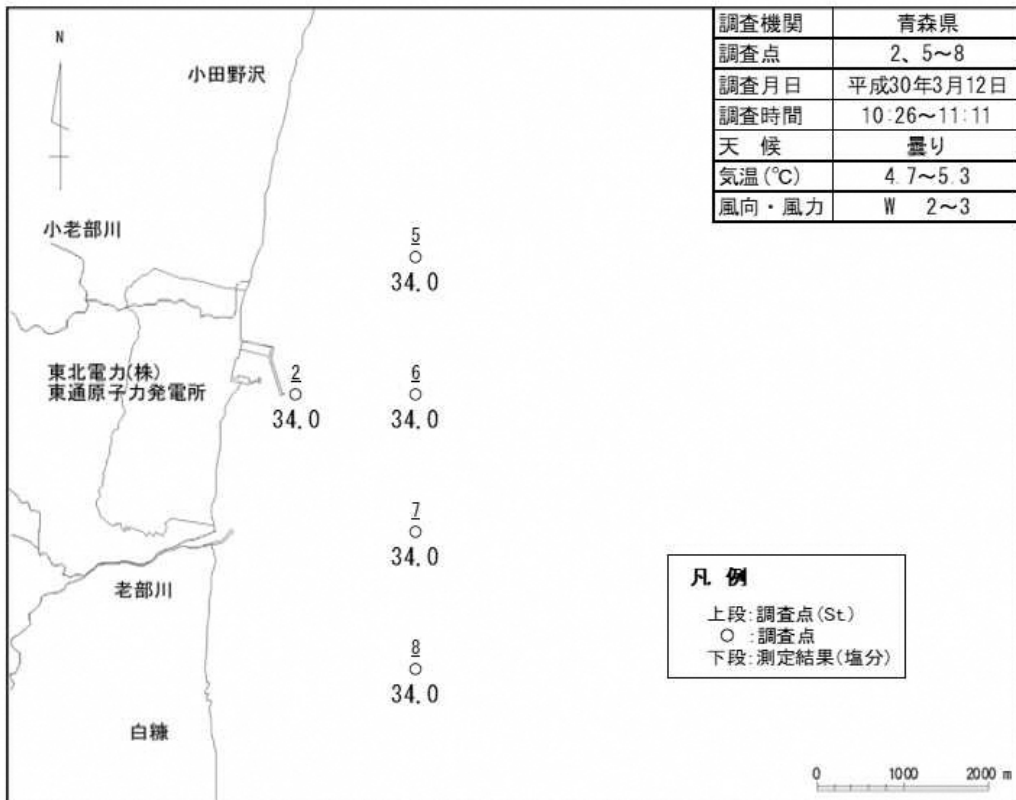 調査機関 青森県
調査点 2、5～8
調査月日 平成30年3月12日
調査時間 10:26～11:11
天 候 曇り
気温(℃) 4.7～5.3
風向・風力 W 2～3
N
小田野沢
小老部川
5
34.0
東北電力(株)
東通原子力発電所
2
34.0
6
34.0
7
34.0
老部川
8
34.0
白糠
凡 例
上段:調査点(St.)
○ :調査点
下段:測定結果(塩分)
0 1000 2000 m